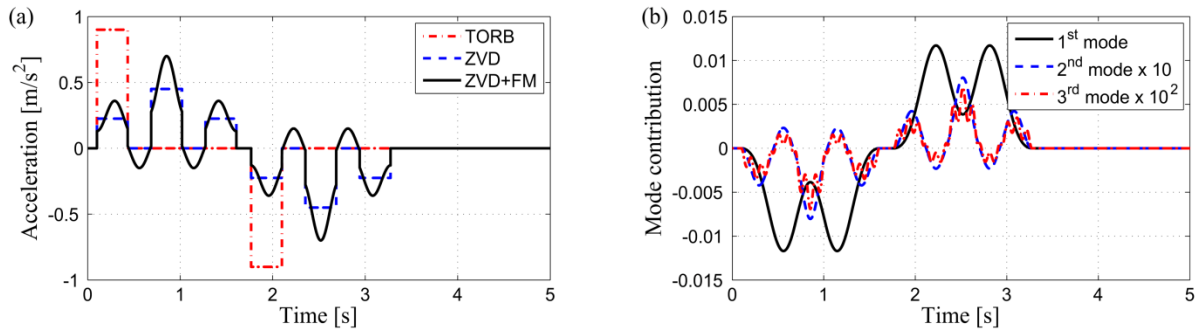 (a)
Acceleration [m/s²]
1
0.5
0
-0.5
-1
TORB
ZVD
ZVD+FM
0 1 2 3 4 5
Time [s]
(b)
Mode contribution
0.015
0.01
0.005
0
-0.005
-0.01
-0.015
1st mode
2nd mode x 10
3rd mode x 10²
0 1 2 3 4 5
Time [s]